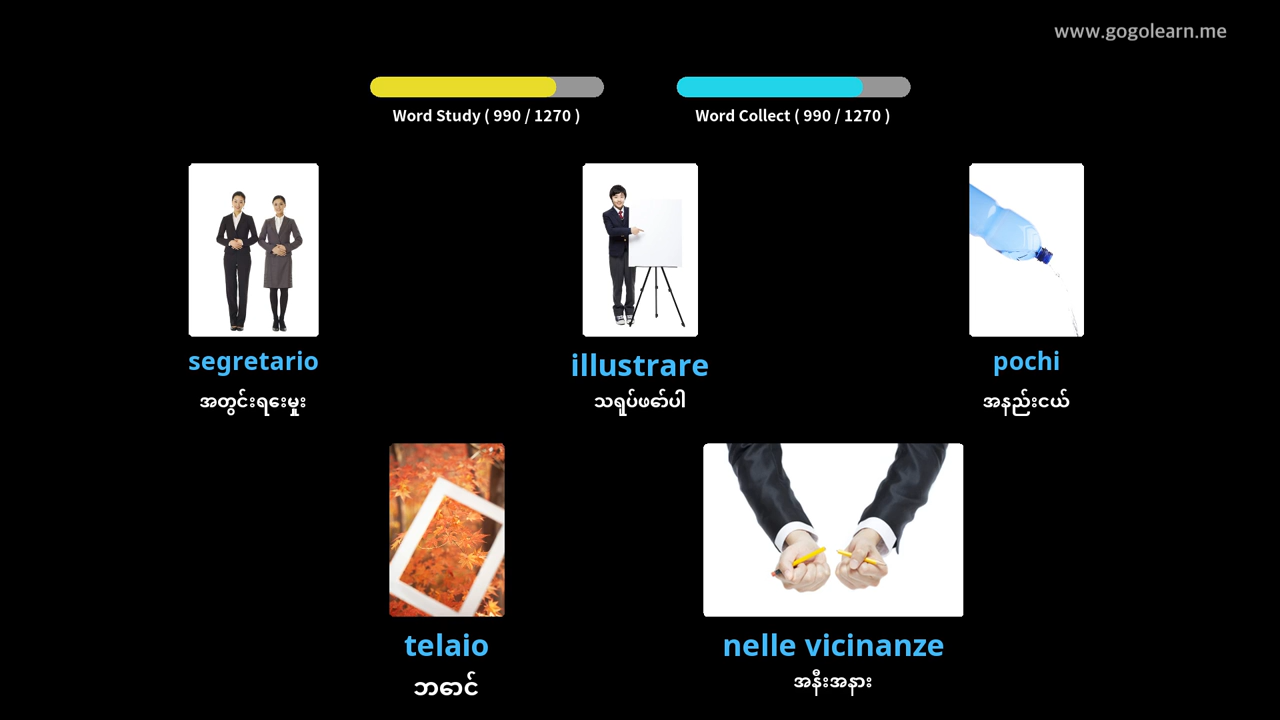 www.gogolearn.me
Word Study ( 990 / 1270 )
Word Collect ( 990 / 1270 )
segretario
အတွင်းရေးမှူး
illustrare
သရုပ်ဖော်ပါ
pochi
အနည်းငယ်
telaio
ဘောင်
nelle vicinanze
အနီးအနား